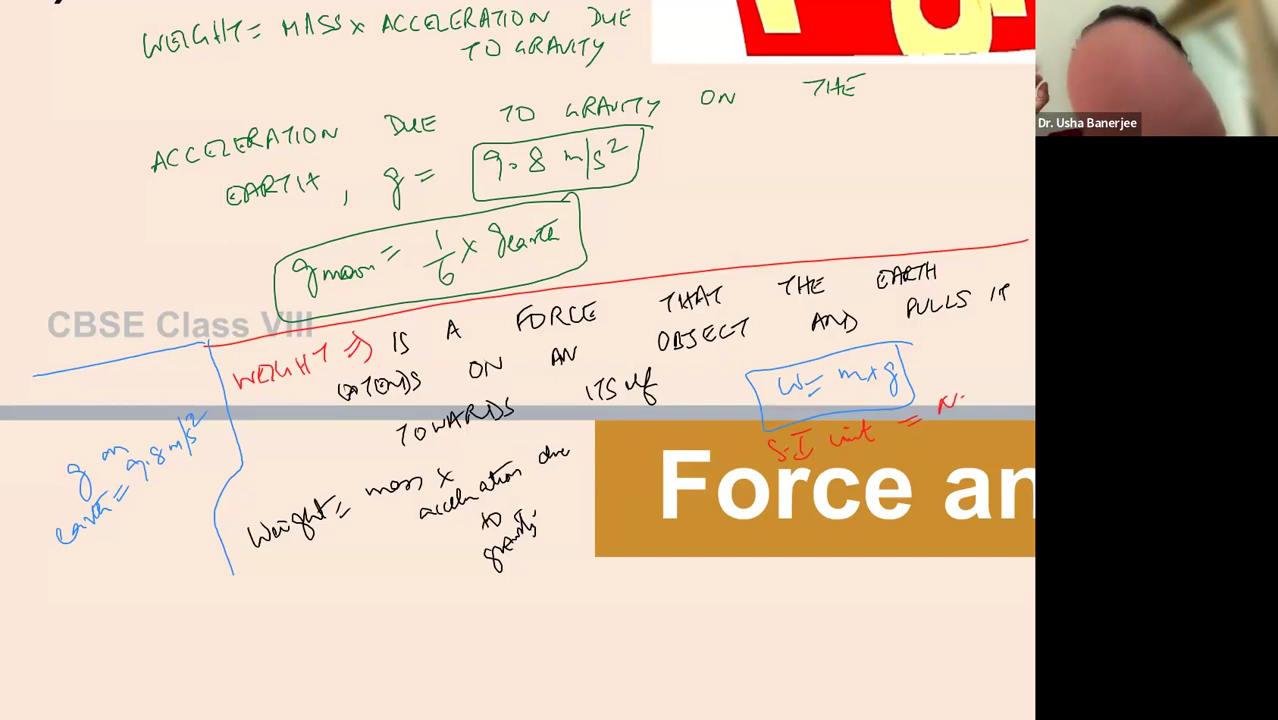 WEIGHT = MASS X ACCELERATION DUE
TO GRAVITY
ACCELERATION DUE TO GRAVITY ON THE
EARTH, g = 9.8 m/s²
g moon = 1/6 x g earth
CBSE Class VIII
WEIGHT ⇒ IS A FORCE THAT THE EARTH
ON AN OBJECT AND PULLS IT
TOWARDS ITSelf
W = m x g
S.I unit = N.
Weight = mass x
acceleration due
to
gravity.
g on
earth = 9.8 m/s²
Force an
Dr. Usha Banerjee